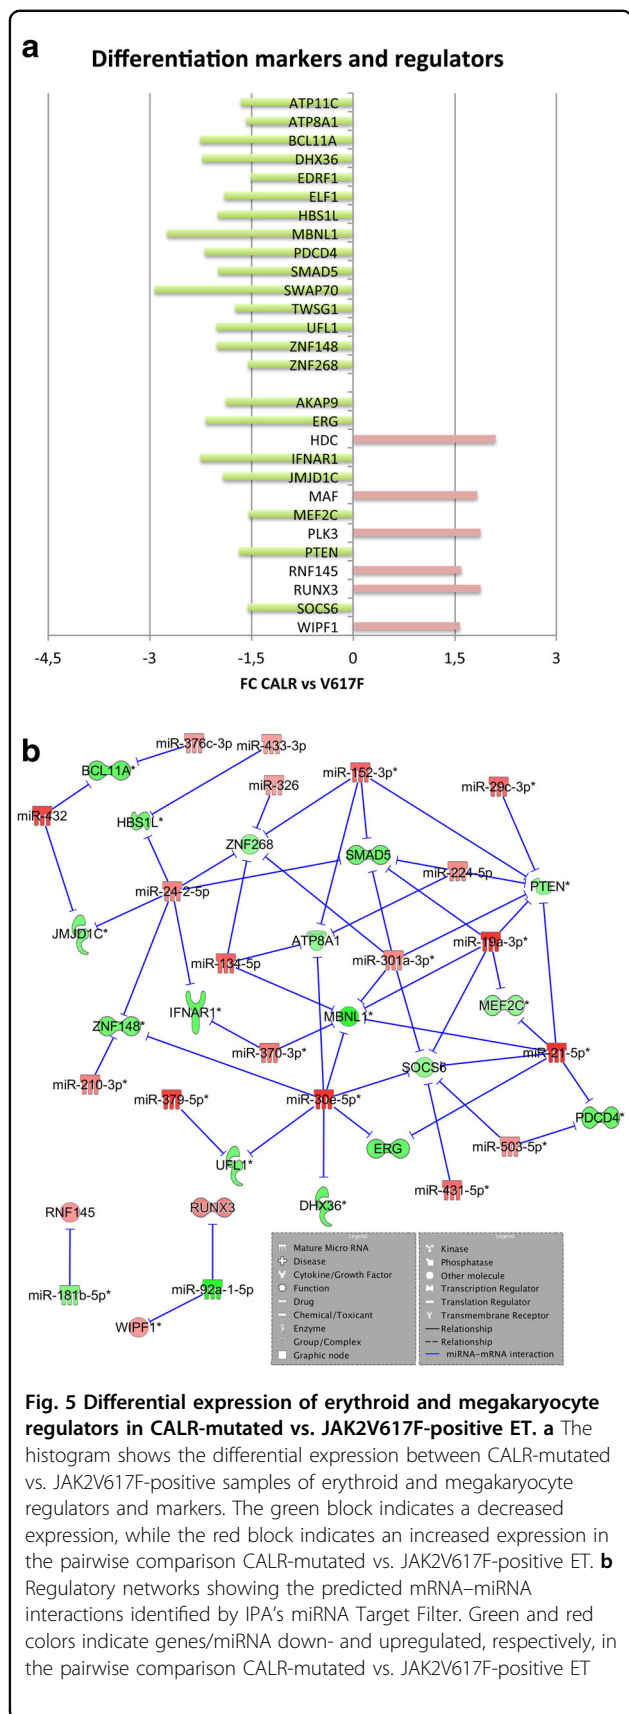 a
Differentiation markers and regulators
ATP11C
ATP8A1
BCL11A
DHX36
EDRF1
ELF1
HBS1L
MBNL1
PDCD4
SMAD5
SWAP70
TWSG1
UFL1
ZNF148
ZNF268
AKAP9
ERG
HDC
IFNAR1
JMJD1C
MAF
MEF2C
PLK3
PTEN
RNF145
RUNX3
SOCS6
WIPF1
-4,5 -3 -1,5 0 1,5 3
FC CALR vs V617F
b
miR-376c-3p miR-433-3p
BCL11A* miR-326 miR-152-3p* miR-29c-3p*
miR-432 HBS1L*
ZNF268 SMAD5
miR-24-2-5p miR-224-5p PTEN*
JMJD1C* ATP8A1 miR-19a-3p*
miR-134-5p miR-301a-3p*
IFNAR1* MBNL1* MEF2C*
ZNF148*
miR-370-3p* SOCS6 miR-21-5p*
miR-210-3p* miR-379-5p* miR-30e-5p*
PDCD4*
ERG miR-503-5p*
UFL1*
miR-431-5p*
RNF145 RUNX3 DHX36*
miR-181b-5p* miR-92a-1-5p
WIPF1*
Legend
Mature Micro RNA
Disease
Cytokine/Growth Factor
Function
Drug
Chemical/Toxicant
Enzyme
Group/Complex
Graphic node
Legend
Kinase
Phosphatase
Other molecule
Transcription Regulator
Translation Regulator
Transmembrane Receptor
Relationship
Relationship
miRNA-mRNA interaction
Fig. 5 Differential expression of erythroid and megakaryocyte
regulators in CALR-mutated vs. JAK2V617F-positive ET. a The
histogram shows the differential expression between CALR-mutated
vs. JAK2V617F-positive samples of erythroid and megakaryocyte
regulators and markers. The green block indicates a decreased
expression, while the red block indicates an increased expression in
the pairwise comparison CALR-mutated vs. JAK2V617F-positive ET. b
Regulatory networks showing the predicted mRNA–miRNA
interactions identified by IPA's miRNA Target Filter. Green and red
colors indicate genes/miRNA down- and upregulated, respectively, in
the pairwise comparison CALR-mutated vs. JAK2V617F-positive ET